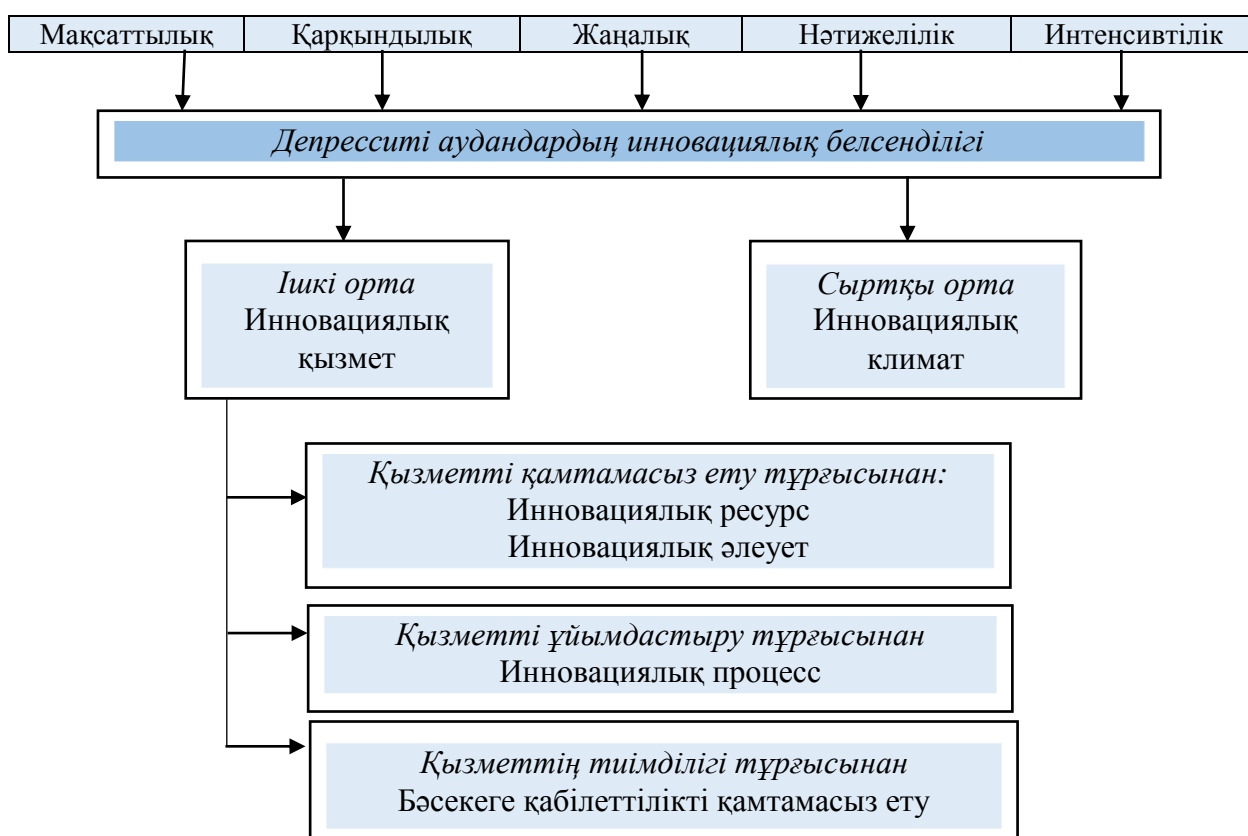 Мақсаттылық Қарқындылық Жаңалық Нәтижелілік Интенсивтілік
Депресситі аудандардың инновациялық белсенділігі
Ішкі орта
Инновациялық
қызмет
Сыртқы орта
Инновациялық
климат
Қызметті қамтамасыз ету тұрғысынан:
Инновациялық ресурс
Инновациялық әлеует
Қызметті ұйымдастыру тұрғысынан
Инновациялық процесс
Қызметтің тиімділігі тұрғысынан
Бәсекеге қабілеттілікті қамтамасыз ету